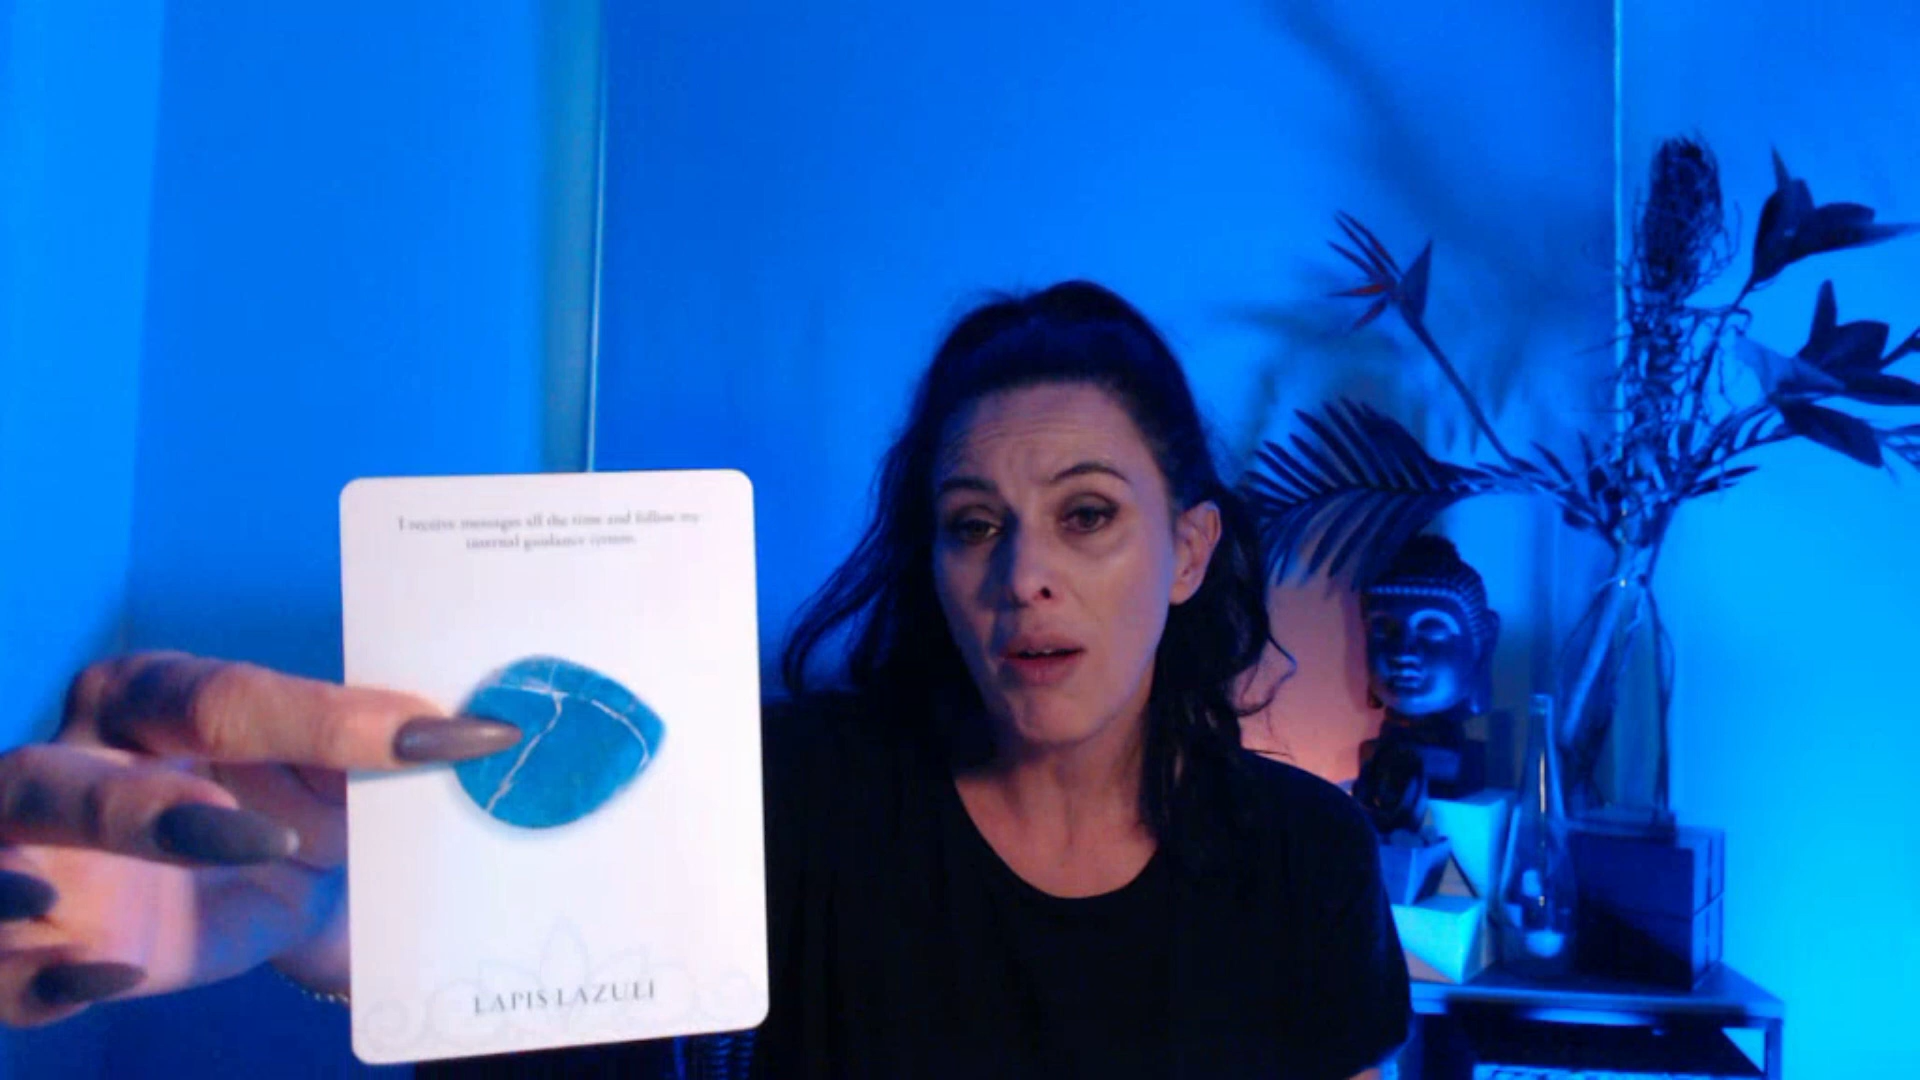 I receive messages all the time and follow my
internal guidance system.
LAPIS LAZULI